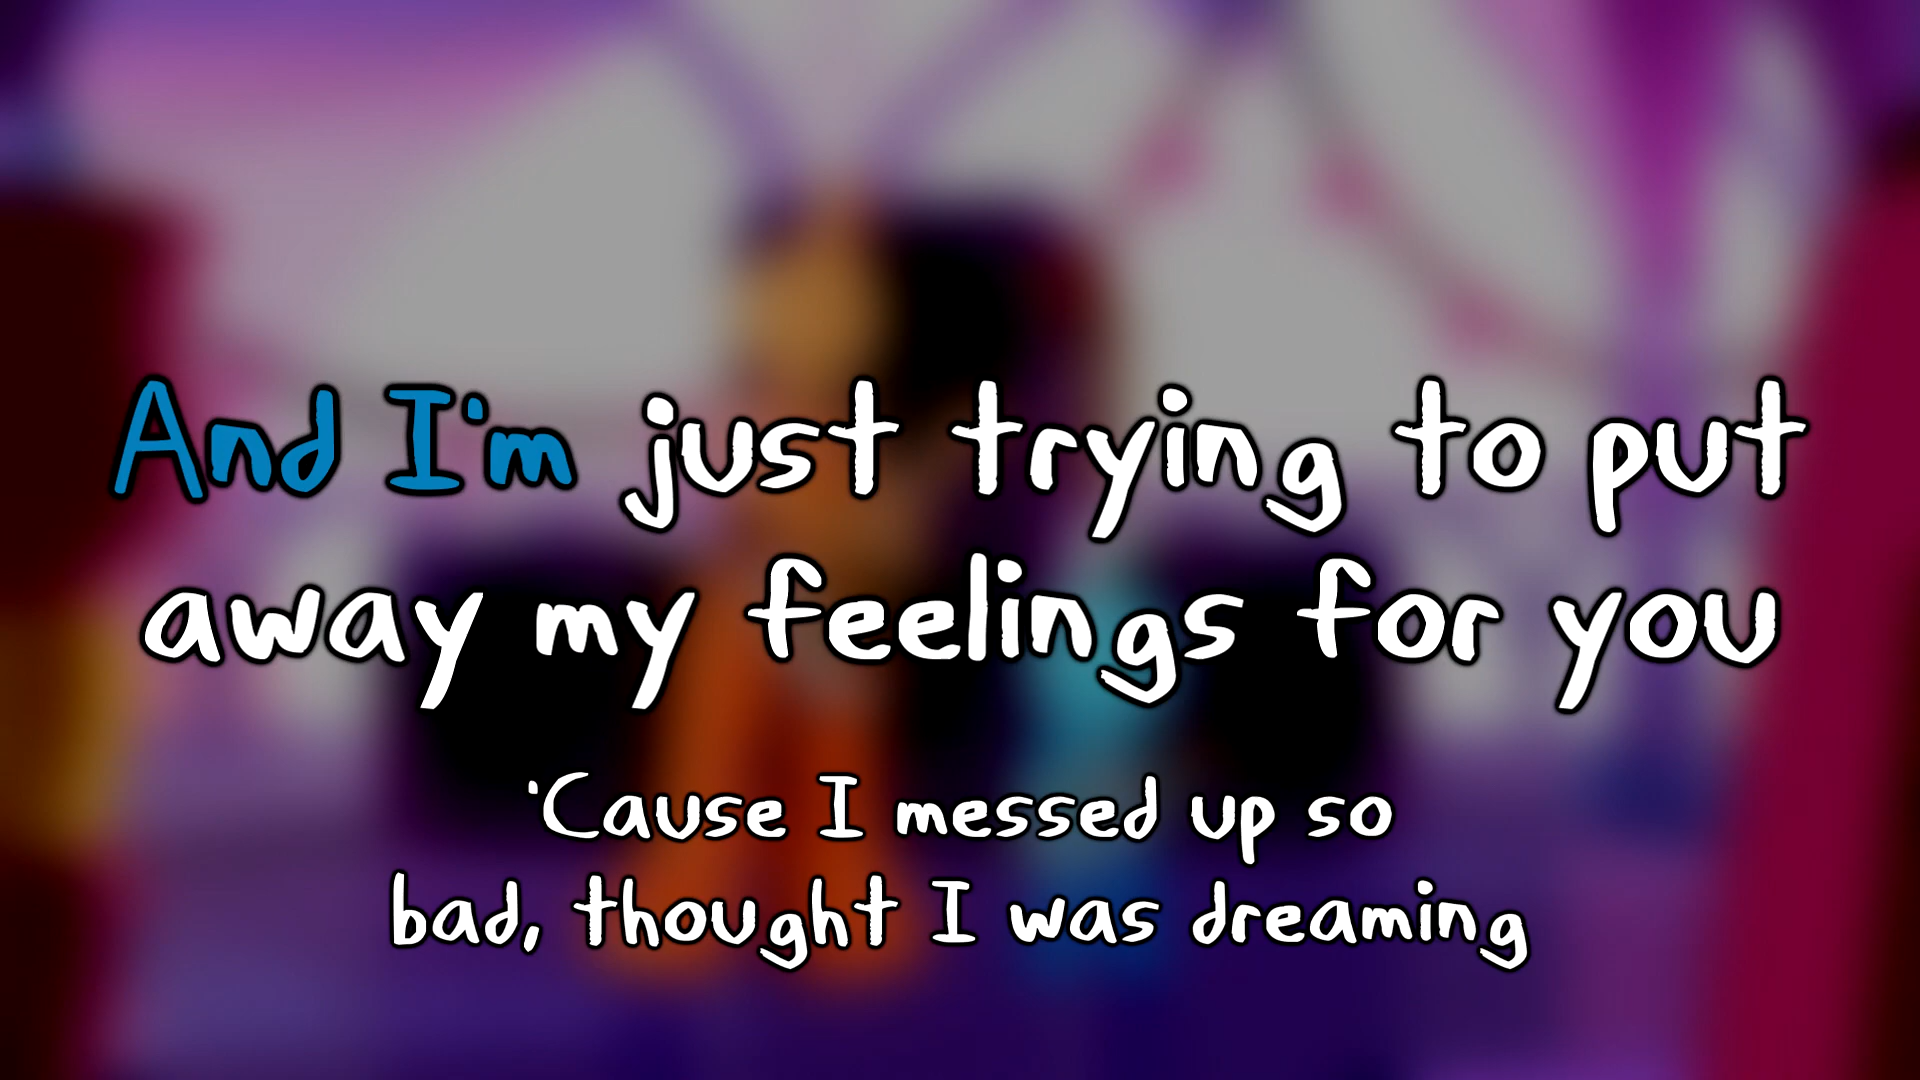 And I'm just trying to put
away my feelings for you
'Cause I messed up so
bad, thought I was dreaming